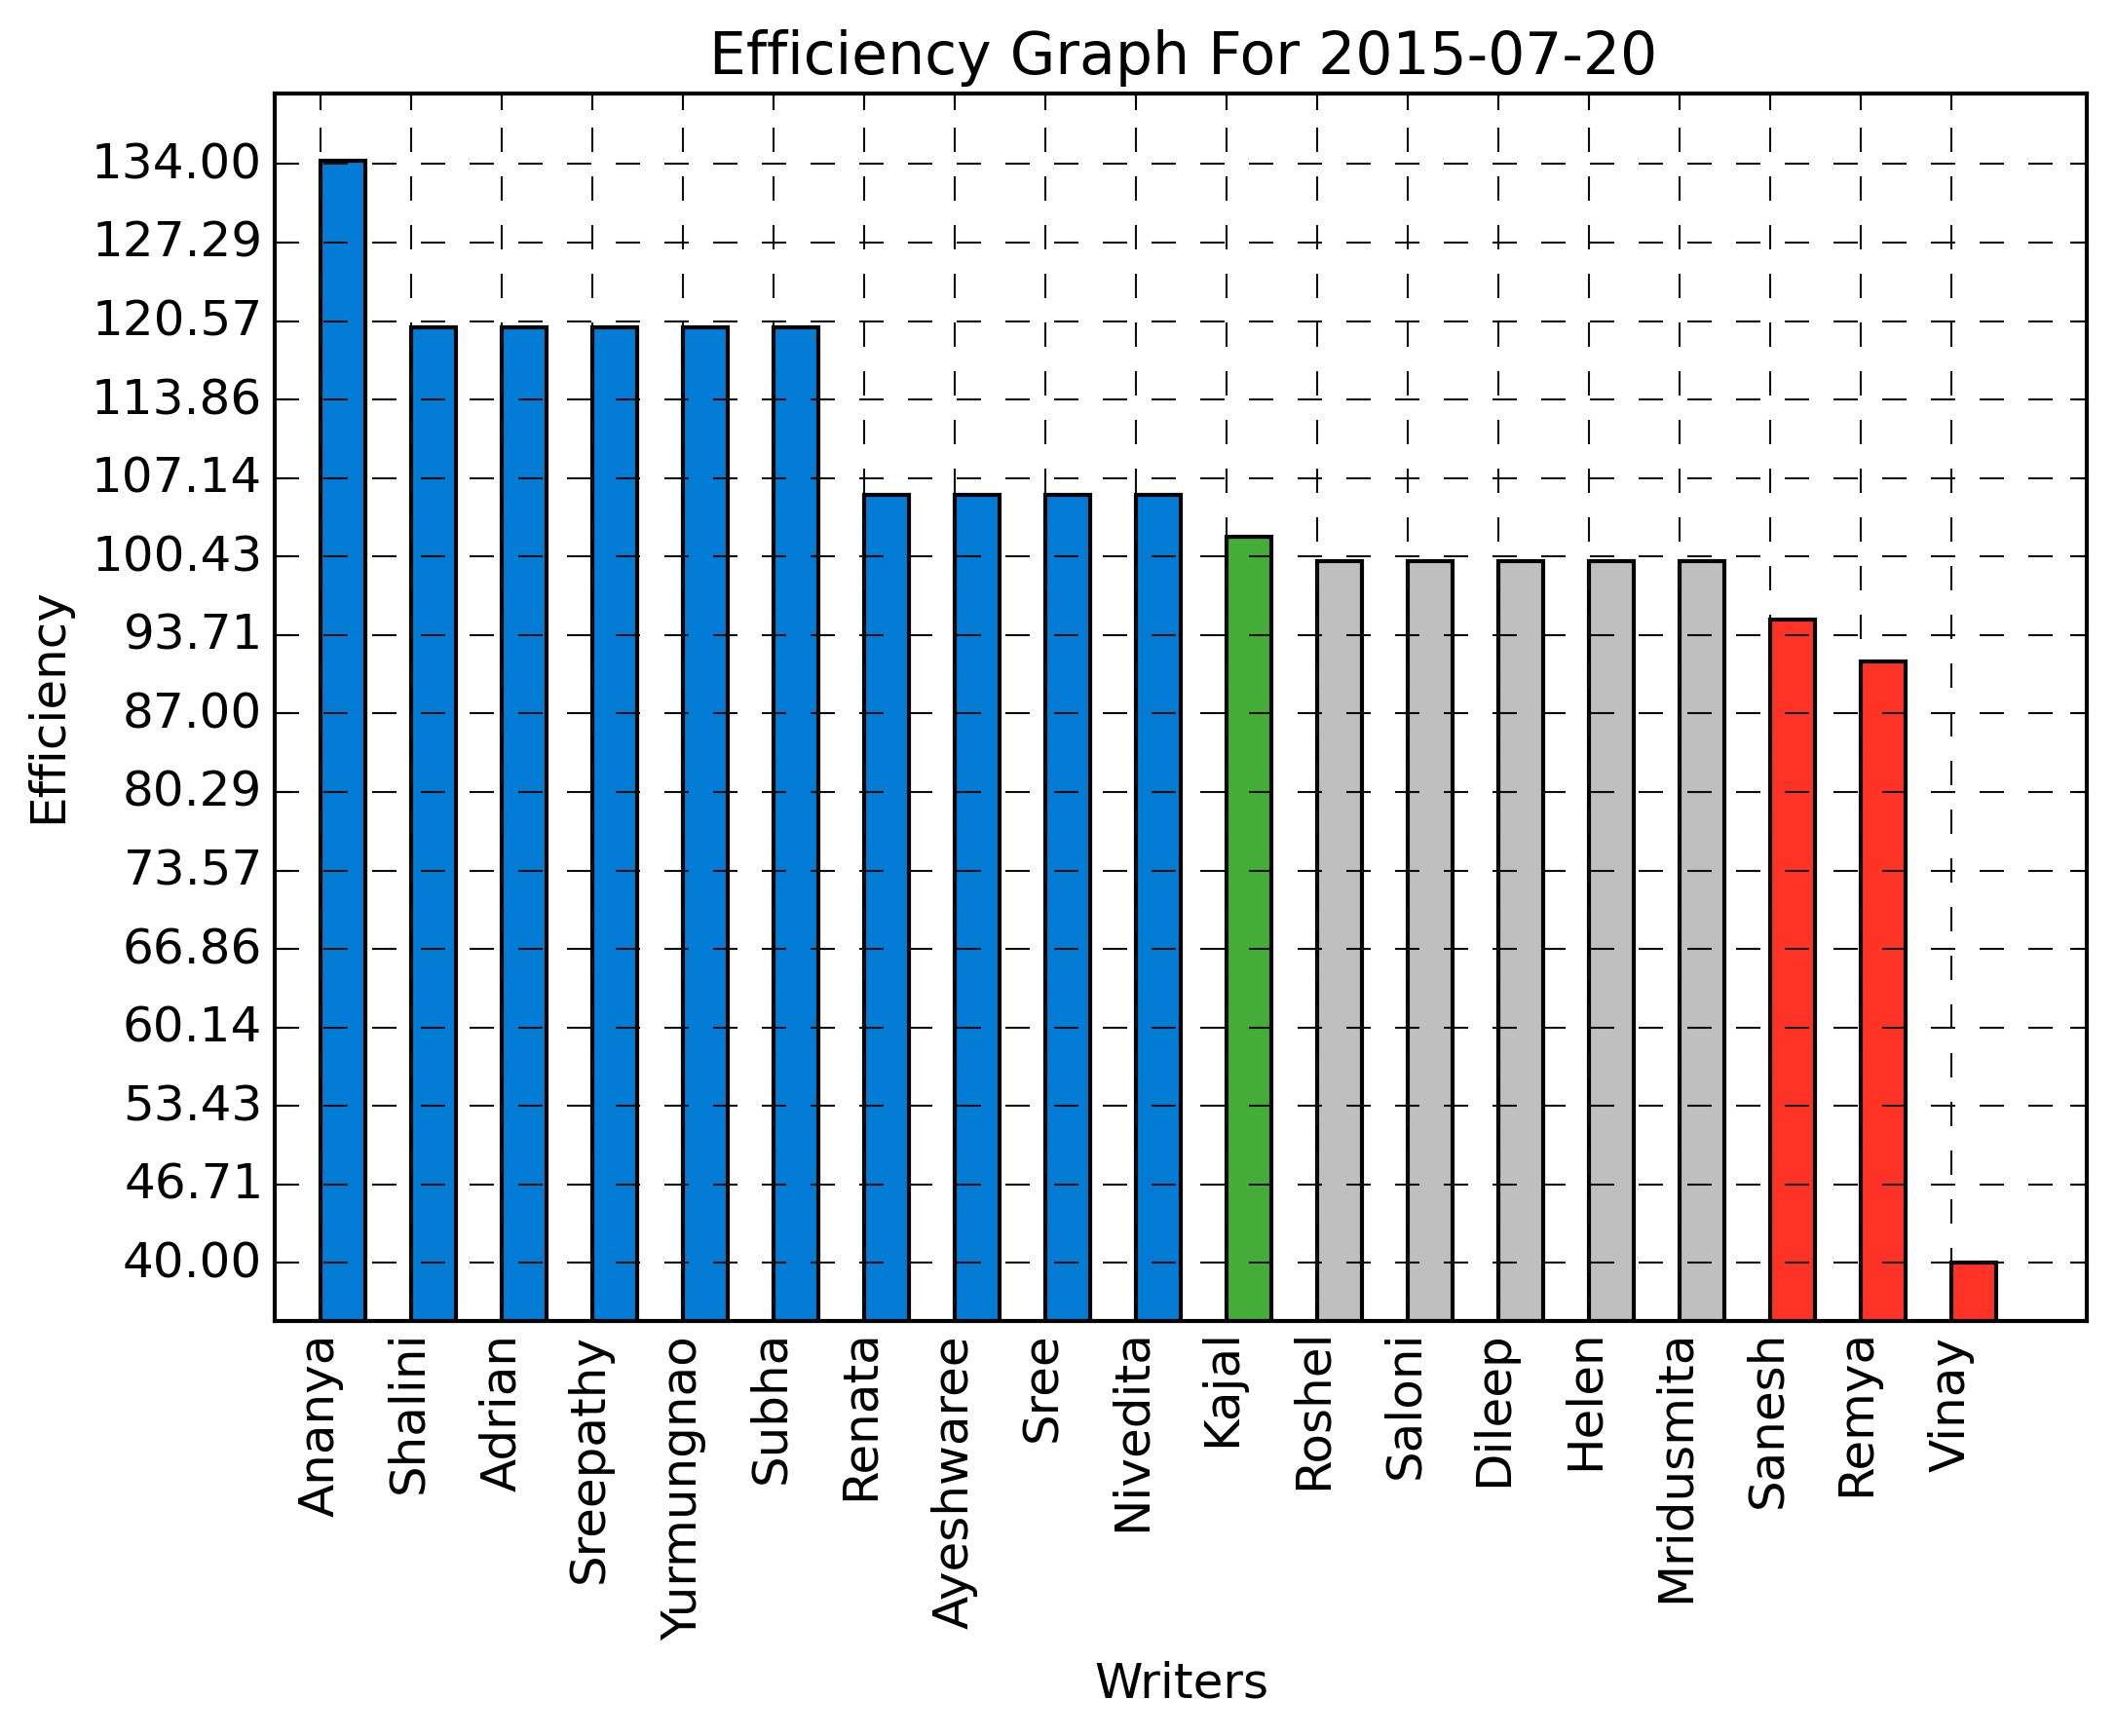 Efficiency Graph For 2015-07-20
134.00
127.29
120.57
113.86
107.14
100.43
93.71
87.00
80.29
73.57
66.86
60.14
53.43
46.71
40.00
Efficiency
Ananya
Shalini
Adrian
Sreepathy
Yurmungnao
Subha
Renata
Ayeshwaree
Sree
Nivedita
Kajal
Roshel
Saloni
Dileep
Helen
Mridusmita
Sanesh
Remya
Vinay
Writers